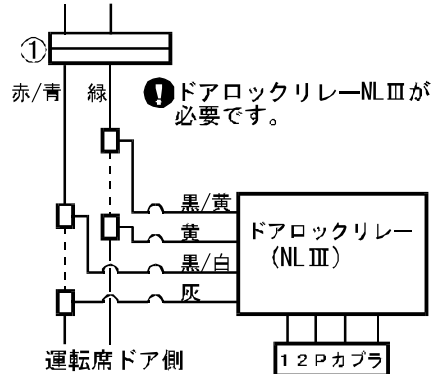 ①
赤/青 緑
!ドアロックリレーNLⅢが
必要です。
黒/黄
黄
黒/白
灰
ドアロックリレー
(NLⅢ)
運転席ドア側
12Pカプラ